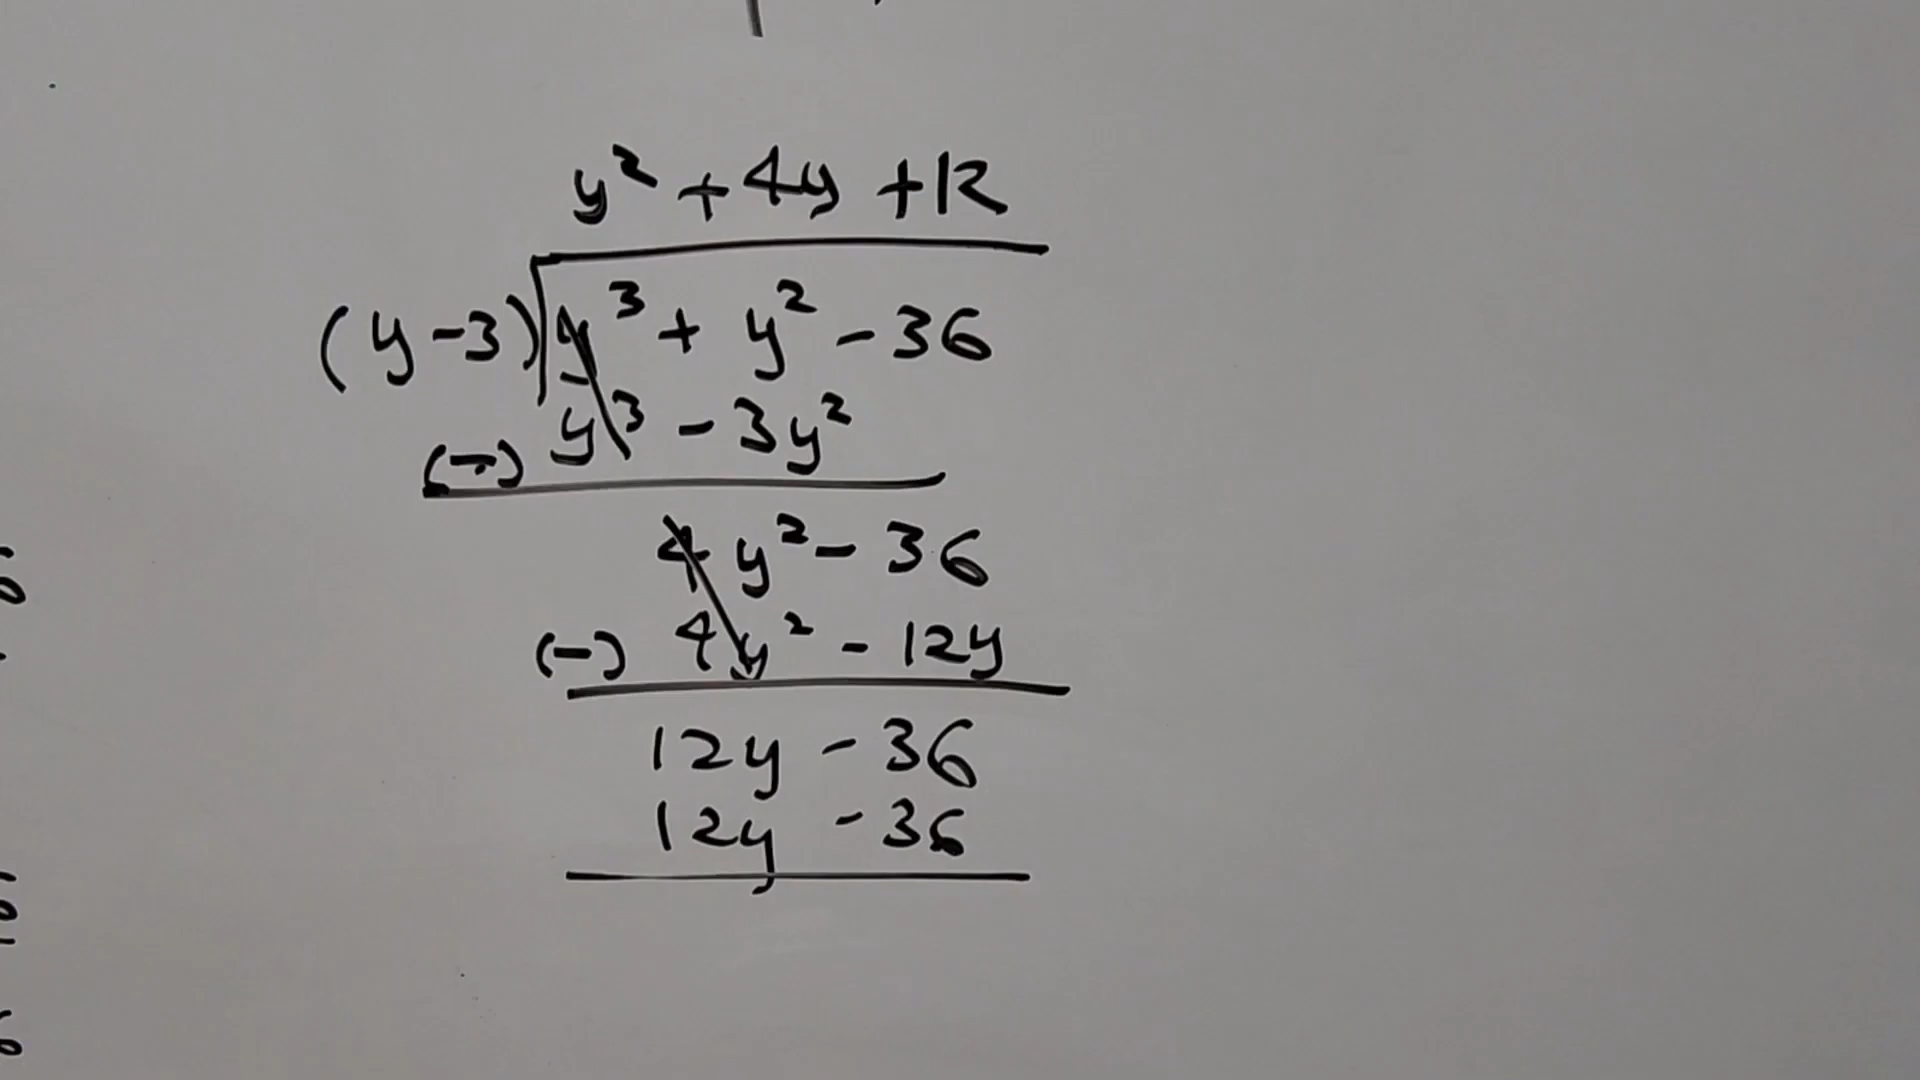 y² + 4y + 12
(y - 3) y³ + y² - 36
(-) y³ - 3y²
4y² - 36
(-) 4y² - 12y
12y - 36
12y - 36